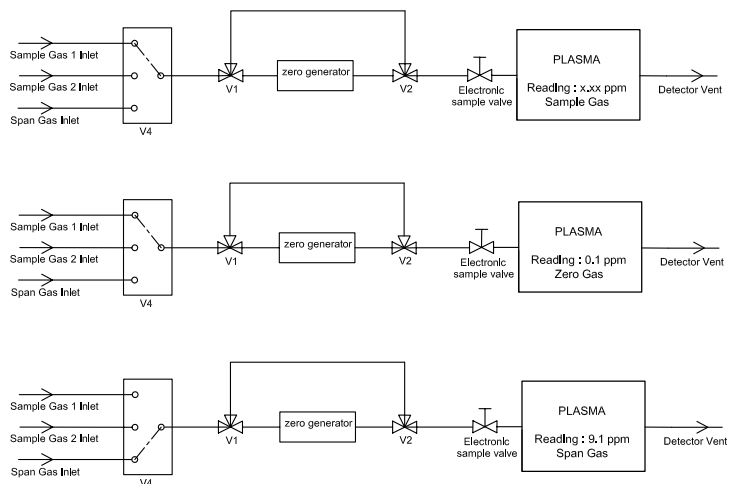 Sample Gas 1 Inlet
Sample Gas 2 Inlet
Span Gas Inlet
V4
V1
zero generator
V2
Electronic
sample valve
PLASMA
Reading : x.xx ppm
Sample Gas
Detector Vent
Sample Gas 1 Inlet
Sample Gas 2 Inlet
Span Gas Inlet
V4
V1
zero generator
V2
Electronic
sample valve
PLASMA
Reading : 0.1 ppm
Zero Gas
Detector Vent
Sample Gas 1 Inlet
Sample Gas 2 Inlet
Span Gas Inlet
V4
V1
zero generator
V2
Electronic
sample valve
PLASMA
Reading : 9.1 ppm
Span Gas
Detector Vent